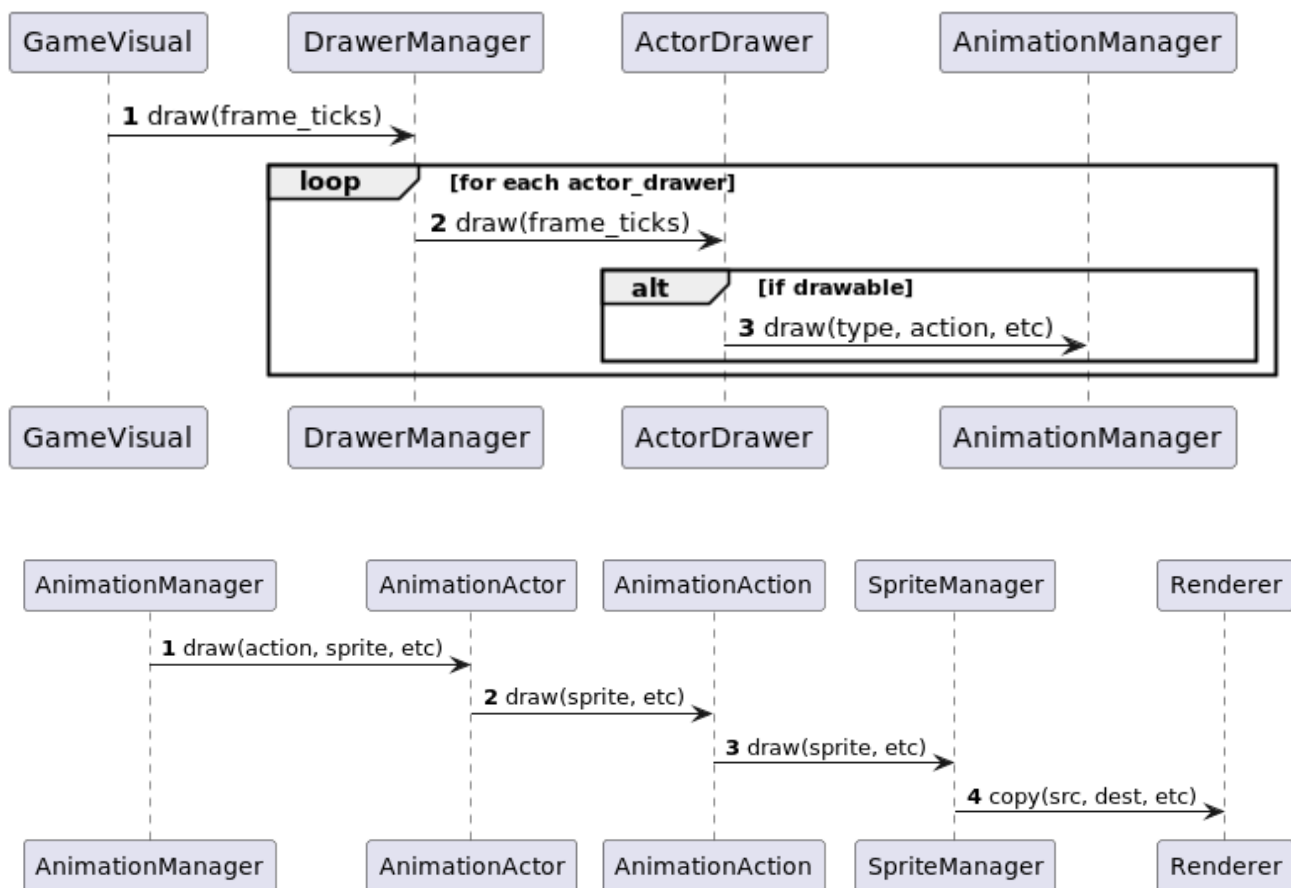 GameVisual DrawerManager ActorDrawer AnimationManager
1 draw(frame_ticks)
loop [for each actor_drawer]
2 draw(frame_ticks)
alt [if drawable]
3 draw(type, action, etc)
GameVisual DrawerManager ActorDrawer AnimationManager
AnimationManager AnimationActor AnimationAction SpriteManager Renderer
1 draw(action, sprite, etc)
2 draw(sprite, etc)
3 draw(sprite, etc)
4 copy(src, dest, etc)
AnimationManager AnimationActor AnimationAction SpriteManager Renderer